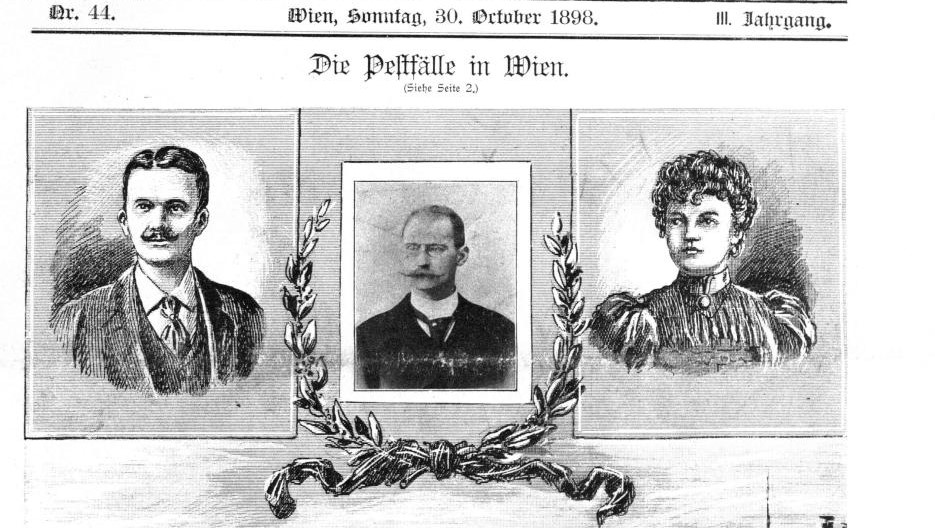 Nr. 44. Wien, Sonntag, 30. October 1898. III. Jahrgang.
Die Pestfälle in Wien.
(Siehe Seite 2.)